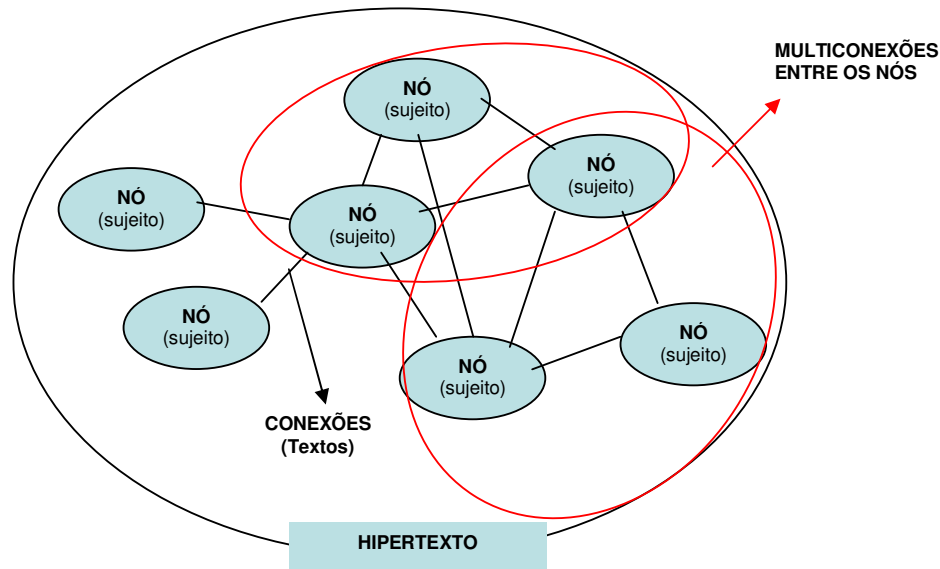 MULTICONEXÕES
ENTRE OS NÓS
NÓ
(sujeito)
NÓ
(sujeito)
NÓ
(sujeito)
NÓ
(sujeito)
NÓ
(sujeito)
NÓ
(sujeito)
NÓ
(sujeito)
CONEXÕES
(Textos)
HIPERTEXTO